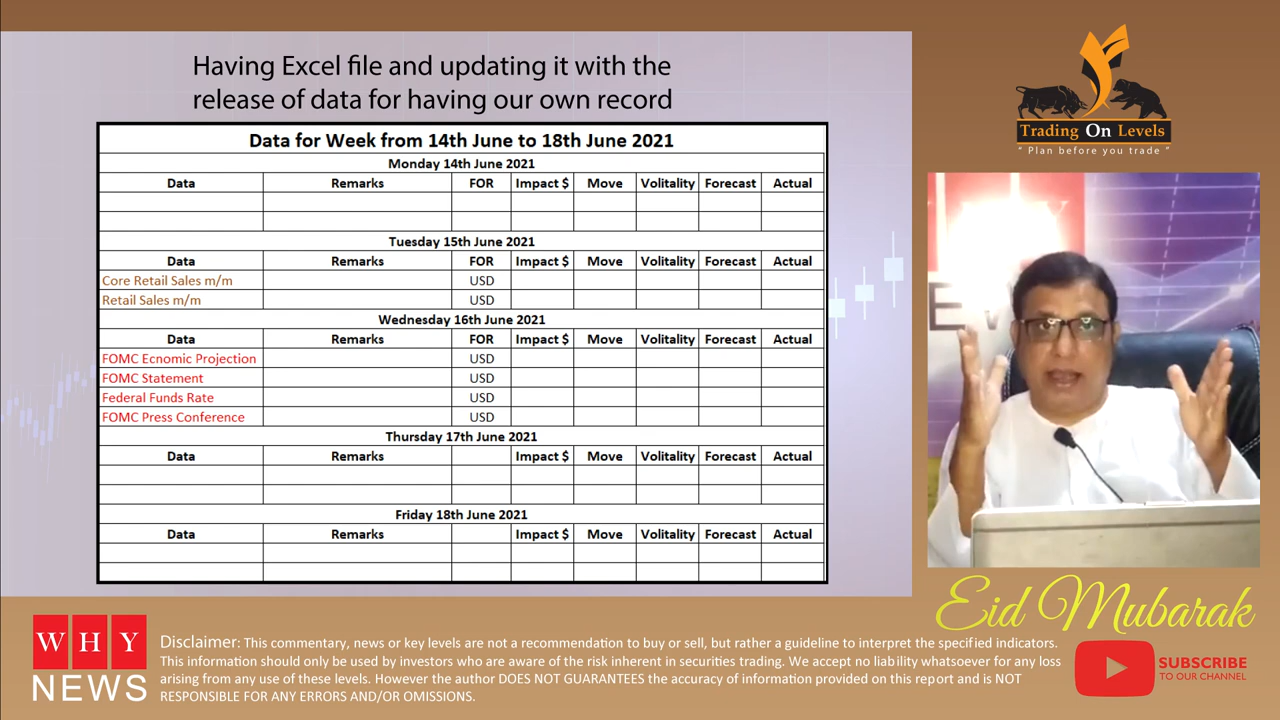 Having Excel file and updating it with the
release of data for having our own record
Data for Week from 14th June to 18th June 2021
Monday 14th June 2021
Data Remarks FOR Impact $ Move Volitality Forecast Actual
Tuesday 15th June 2021
Data Remarks FOR Impact $ Move Volitality Forecast Actual
Core Retail Sales m/m USD
Retail Sales m/m USD
Wednesday 16th June 2021
Data Remarks FOR Impact $ Move Volitality Forecast Actual
FOMC Ecnomic Projection USD
FOMC Statement USD
Federal Funds Rate USD
FOMC Press Conference USD
Thursday 17th June 2021
Data Remarks Impact $ Move Volitality Forecast Actual
Friday 18th June 2021
Data Remarks Impact $ Move Volitality Forecast Actual
Trading On Levels
" Plan before you trade "
Eid Mubarak
WHY
NEWS
Disclaimer: This commentary, news or key levels are not a recommendation to buy or sell, but rather a guideline to interpret the specified indicators.
This information should only be used by investors who are aware of the risk inherent in securities trading. We accept no liability whatsoever for any loss
arising from any use of these levels. However the author DOES NOT GUARANTEES the accuracy of information provided on this report and is NOT
RESPONSIBLE FOR ANY ERRORS AND/OR OMISSIONS.
SUBSCRIBE
TO OUR CHANNEL